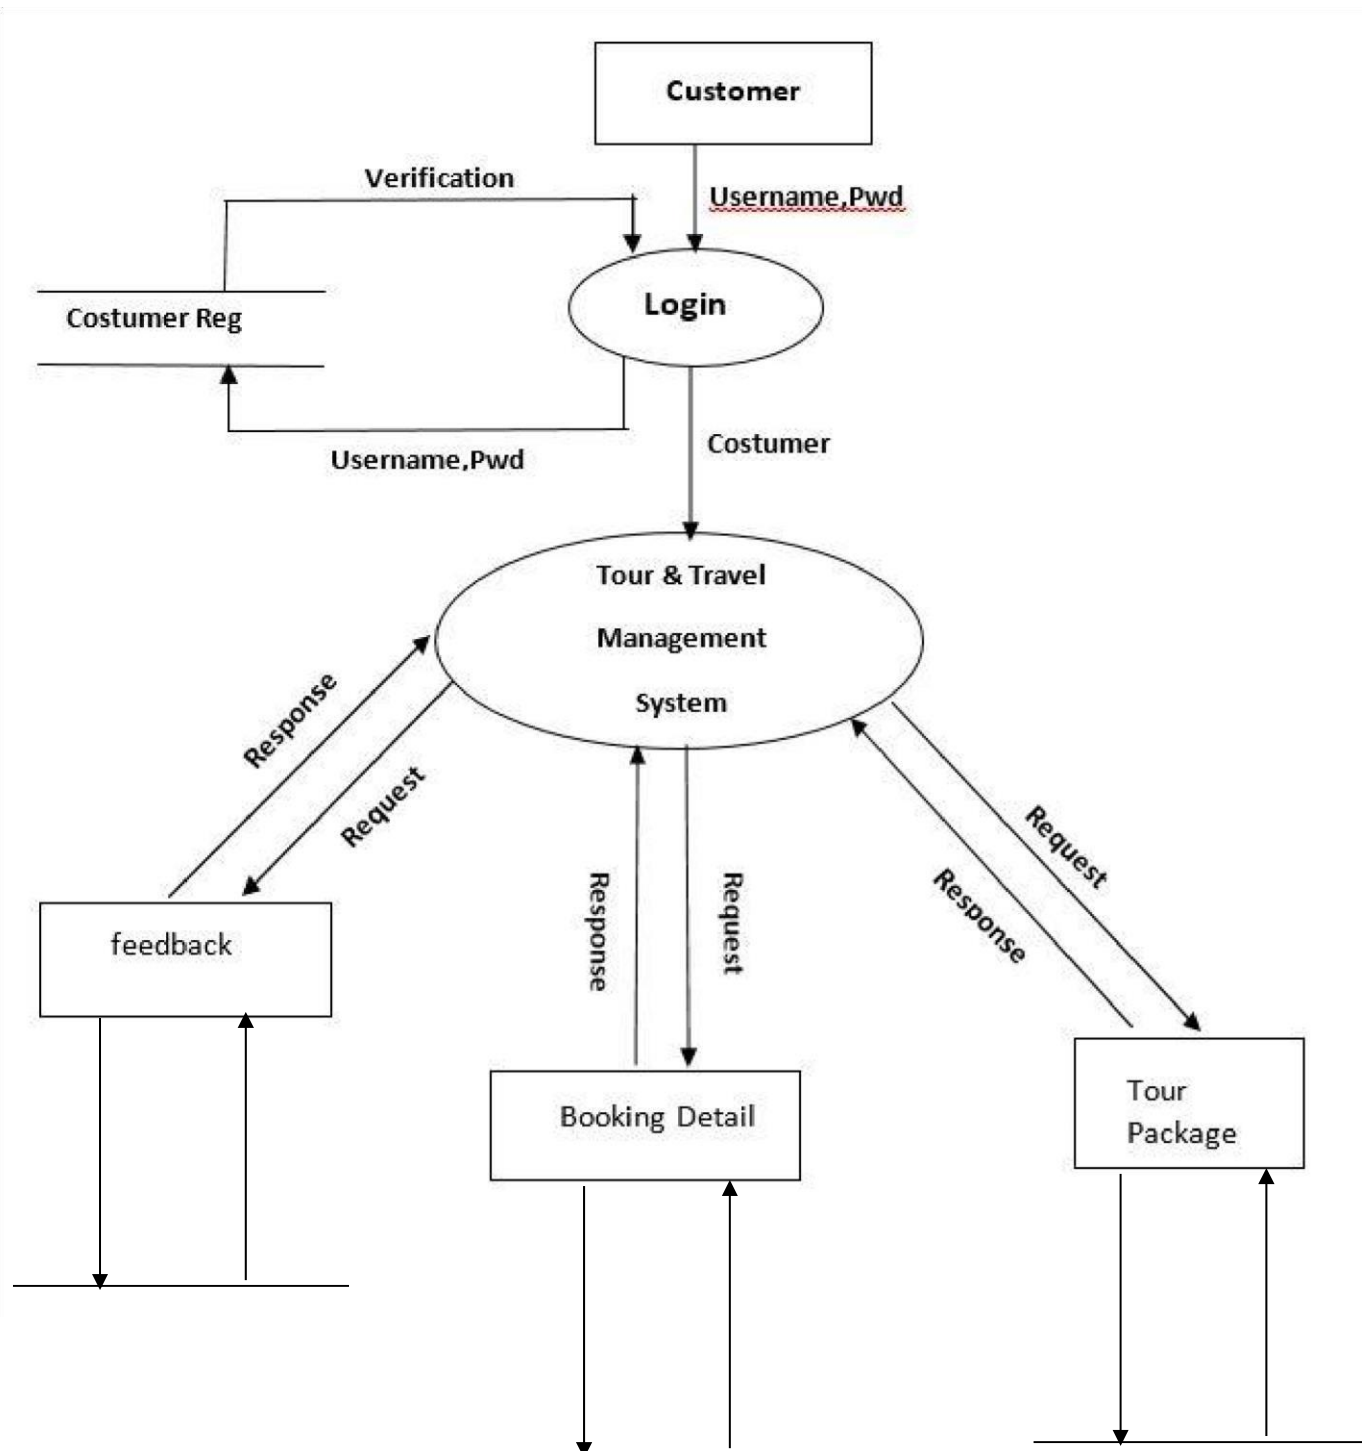 Customer
Verification
Username,Pwd
Login
Costumer Reg
Costumer
Username,Pwd
Tour & Travel
Management
System
Response
Request
Response
Request
Request
Response
feedback
Booking Detail
Tour
Package